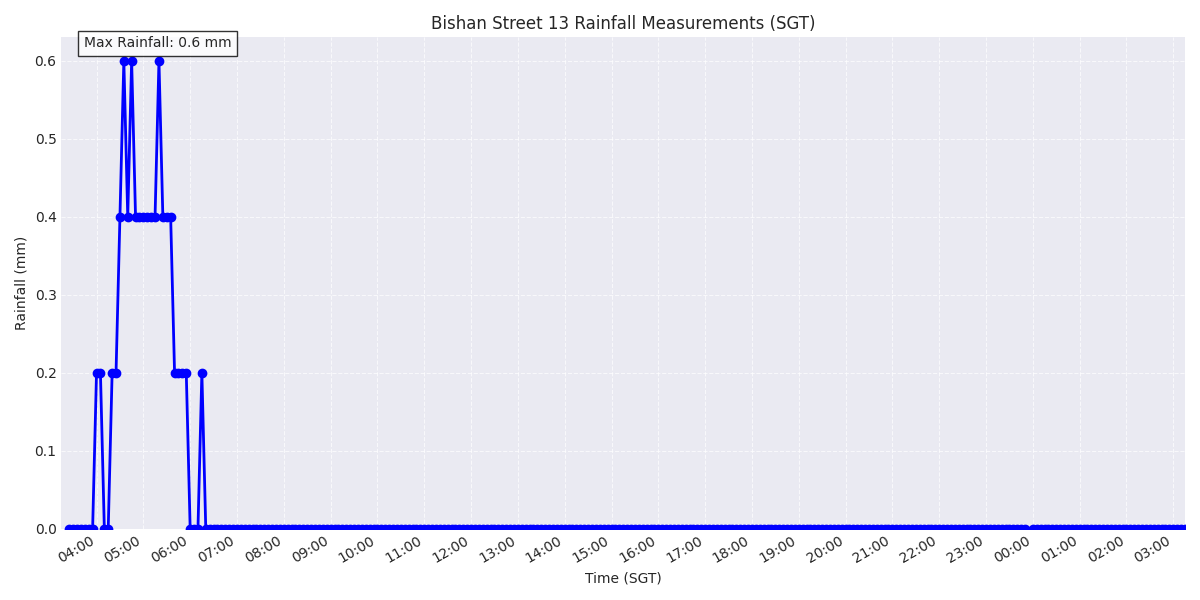 Bishan Street 13 Rainfall Measurements (SGT)
Max Rainfall: 0.6 mm
0.6
0.5
0.4
0.3
0.2
0.1
0.0
Rainfall (mm)
04:00 05:00 06:00 07:00 08:00 09:00 10:00 11:00 12:00 13:00 14:00 15:00 16:00 17:00 18:00 19:00 20:00 21:00 22:00 23:00 00:00 01:00 02:00 03:00
Time (SGT)